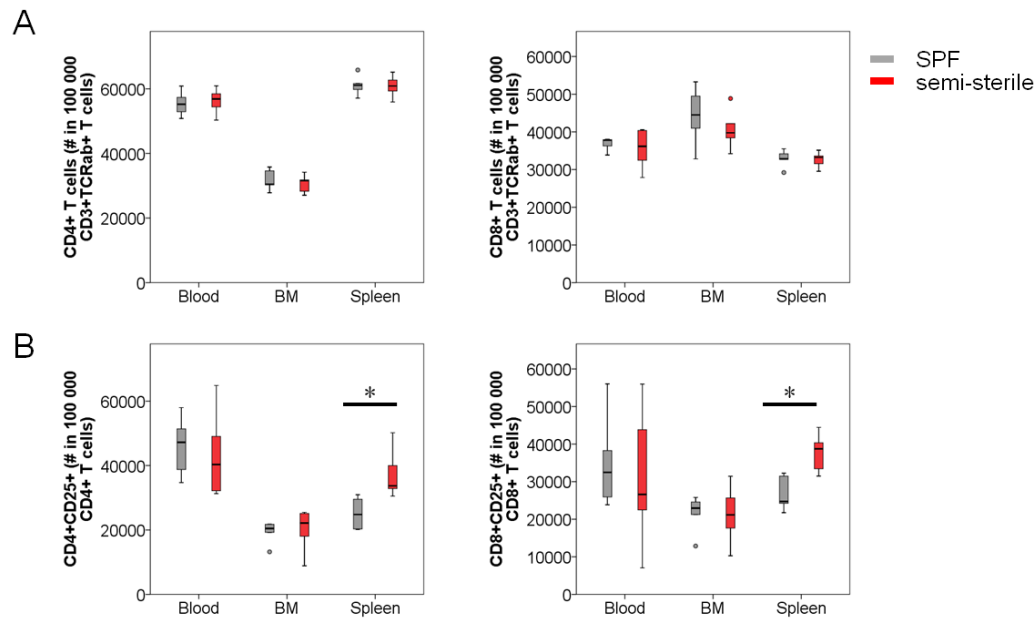 A
CD4+ T cells (# in 100 000
CD3+TCRab+ T cells)
60000
40000
20000
0
Blood
BM
Spleen
CD8+ T cells (# in 100 000
CD3+TCRab+ T cells)
60000
50000
40000
30000
20000
10000
0
Blood
BM
Spleen
SPF
semi-sterile
B
CD4+CD25+ (# in 100 000
CD4+ T cells)
60000
40000
20000
0
*
Blood
BM
Spleen
CD8+CD25+ (# in 100 000
CD8+ T cells)
60000
50000
40000
30000
20000
10000
0
*
Blood
BM
Spleen